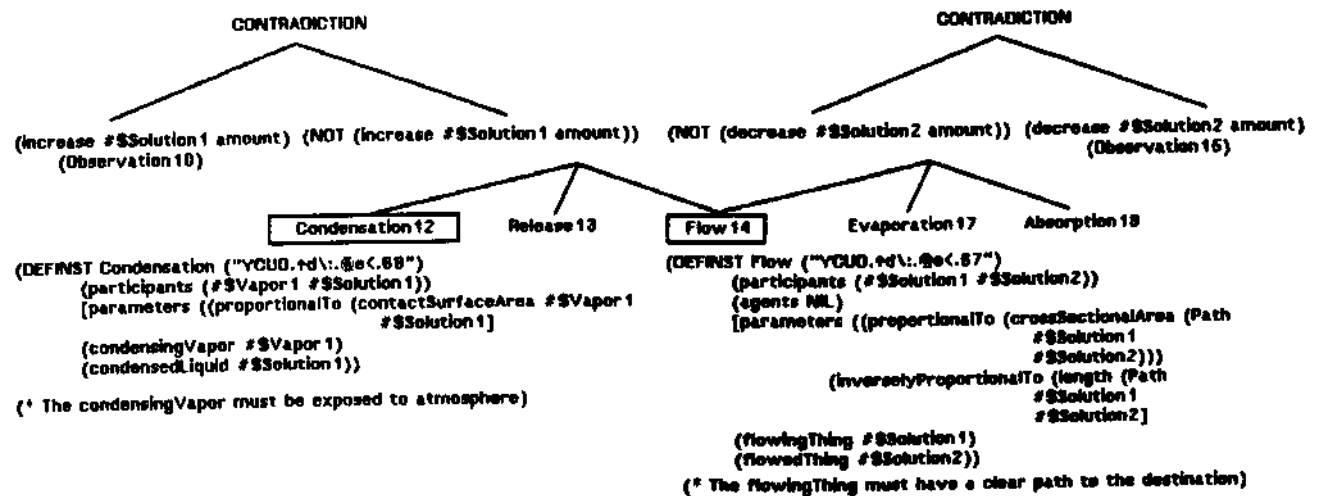 CONTRADICTION CONTRADICTION
(increase #$Solution1 amount) (NOT (increase #$Solution1 amount)) (NOT (decrease #$Solution2 amount)) (decrease #$Solution2 amount)
(Observation10) (Observation15)
Condensation12 Release13 Flow14 Evaporation17 Absorption18
(DEFINST Condensation
(participants (#$Vapor1 #$Solution1))
[parameters ((proportionalTo (contactSurfaceArea #$Vapor1
#$Solution1]
(condensingVapor #$Vapor1)
(condensedLiquid #$Solution1))
(* The condensingVapor must be exposed to atmosphere)
(DEFINST Flow
(participants (#$Solution1 #$Solution2))
(agents NIL)
[parameters ((proportionalTo (crossSectionalArea (Path
#$Solution1
#$Solution2)))
(inverselyProportionalTo (length (Path
#$Solution1
#$Solution2]
(flowingThing #$Solution1)
(flowedThing #$Solution2))
(* The flowingThing must have a clear path to the destination)